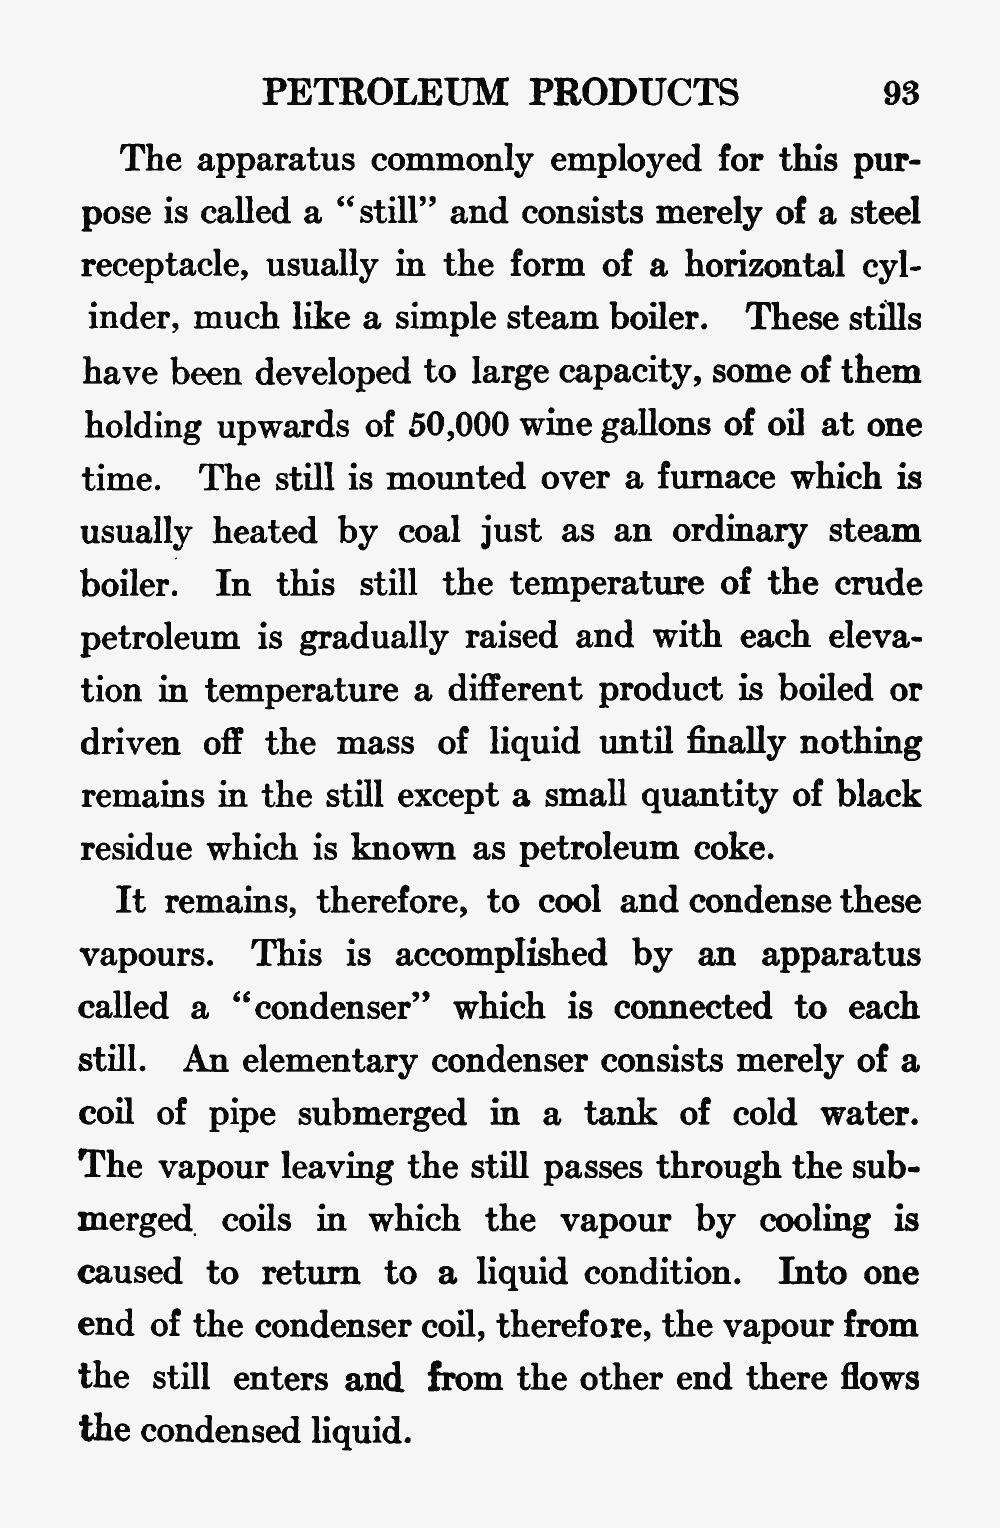 PETROLEUM PRODUCTS 93
The apparatus commonly employed for this pur-
pose is called a “still” and consists merely of a steel
receptacle, usually in the form of a horizontal cyl-
inder, much like a simple steam boiler. These stills
have been developed to large capacity, some of them
holding upwards of 50,000 wine gallons of oil at one
time. The still is mounted over a furnace which is
usually heated by coal just as an ordinary steam
boiler. In this still the temperature of the crude
petroleum is gradually raised and with each eleva-
tion in temperature a different product is boiled or
driven off the mass of liquid until finally nothing
remains in the still except a small quantity of black
residue which is known as petroleum coke.
It remains, therefore, to cool and condense these
vapours. This is accomplished by an apparatus
called a “condenser” which is connected to each
still. An elementary condenser consists merely of a
coil of pipe submerged in a tank of cold water.
The vapour leaving the still passes through the sub-
merged coils in which the vapour by cooling is
caused to return to a liquid condition. Into one
end of the condenser coil, therefore, the vapour from
the still enters and from the other end there flows
the condensed liquid.